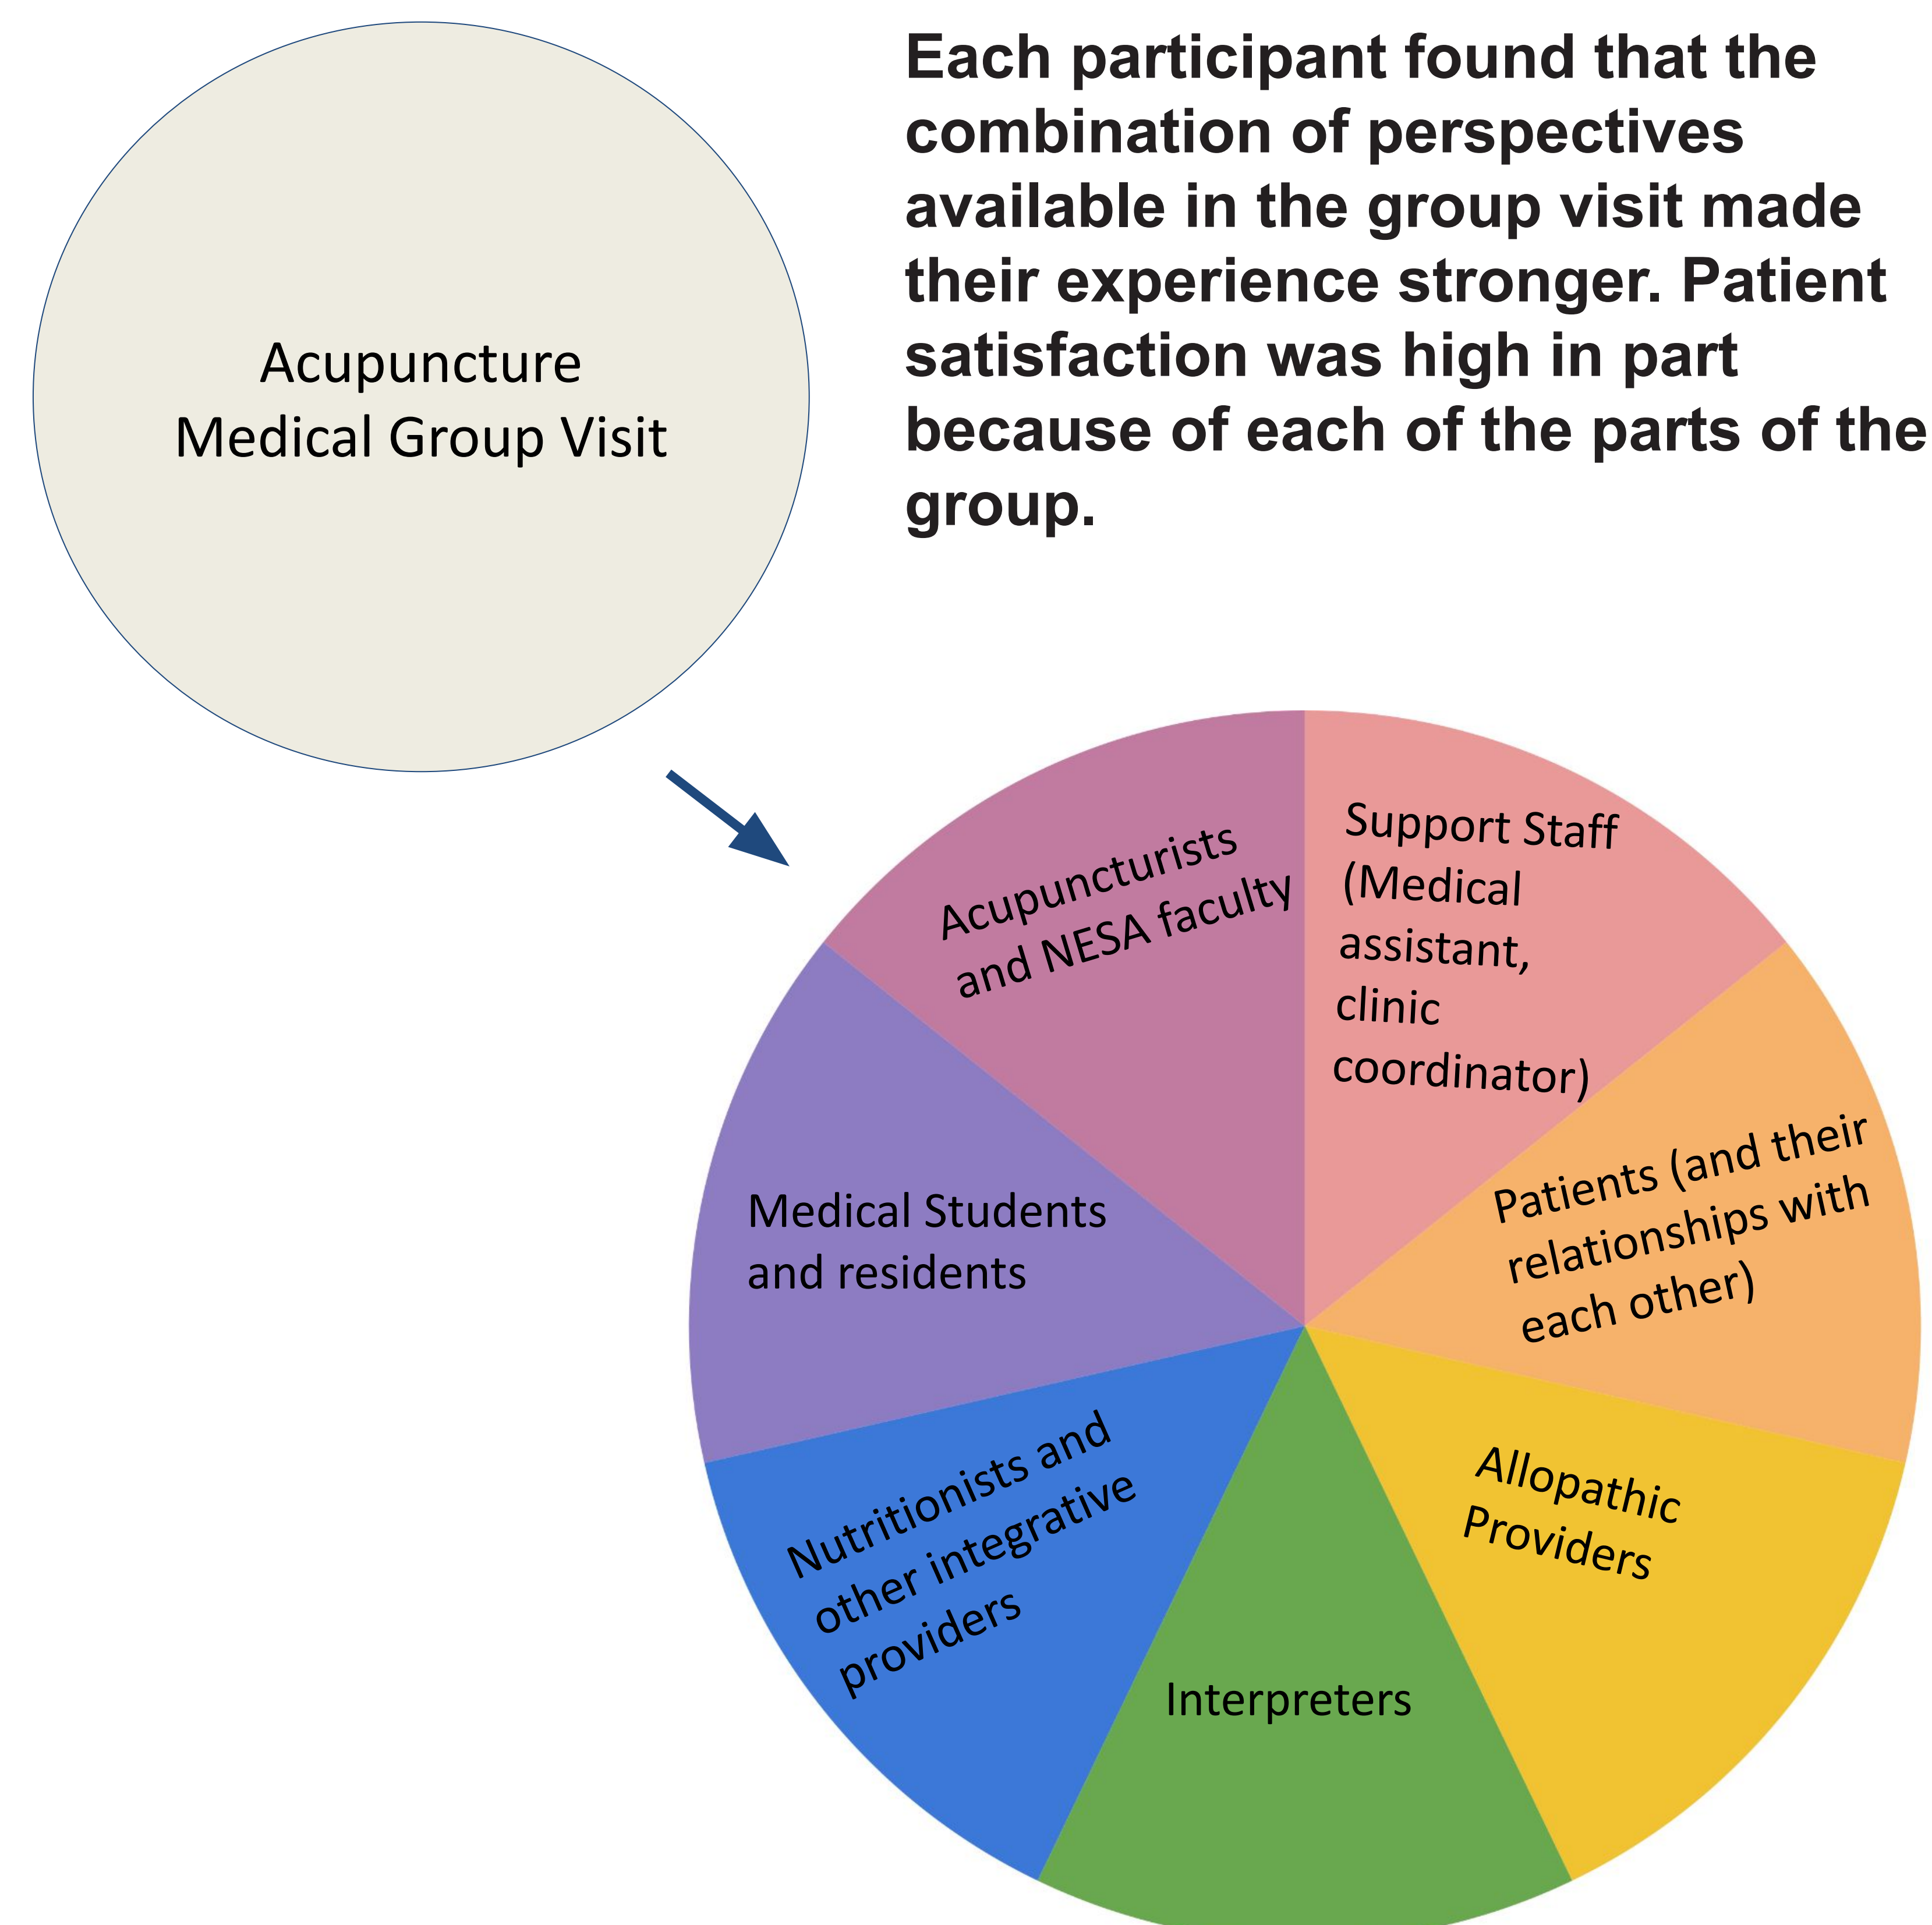 Each participant found that the
combination of perspectives
available in the group visit made
their experience stronger. Patient
satisfaction was high in part
because of each of the parts of the
group.
Acupuncture
Medical Group Visit
Acupuncturists
and NESA faculty
Support Staff
(Medical
assistant,
clinic
coordinator)
Patients (and their
relationships with
each other)
Allopathic
Providers
Interpreters
Nutritionists and
other integrative
providers
Medical Students
and residents